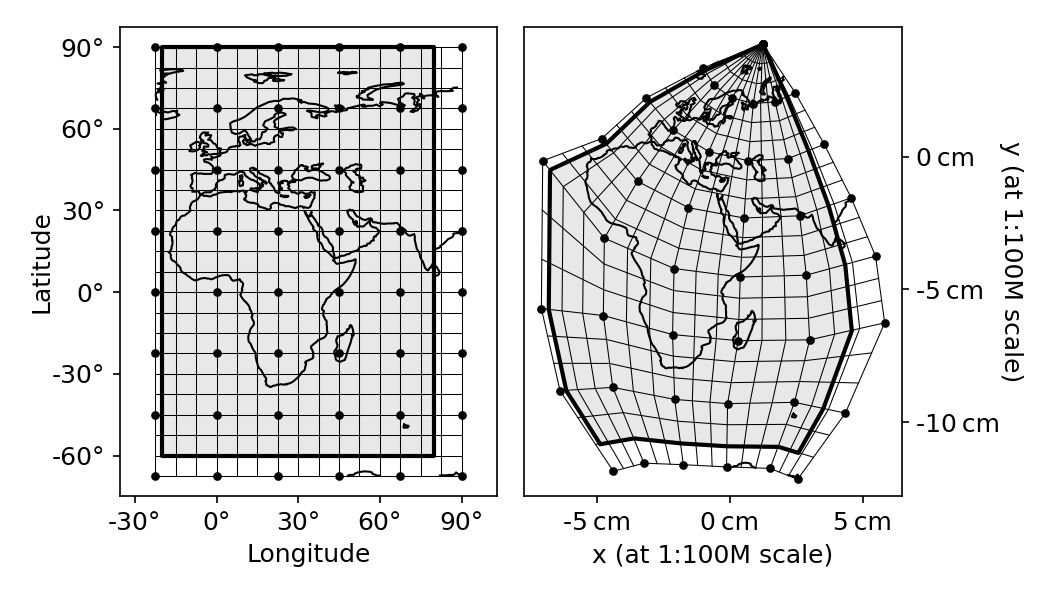 90°
60°
30°
0°
-30°
-60°
Latitude
-30°
0°
30°
60°
90°
Longitude
0 cm
-5 cm
-10 cm
y (at 1:100M scale)
-5 cm
0 cm
5 cm
x (at 1:100M scale)